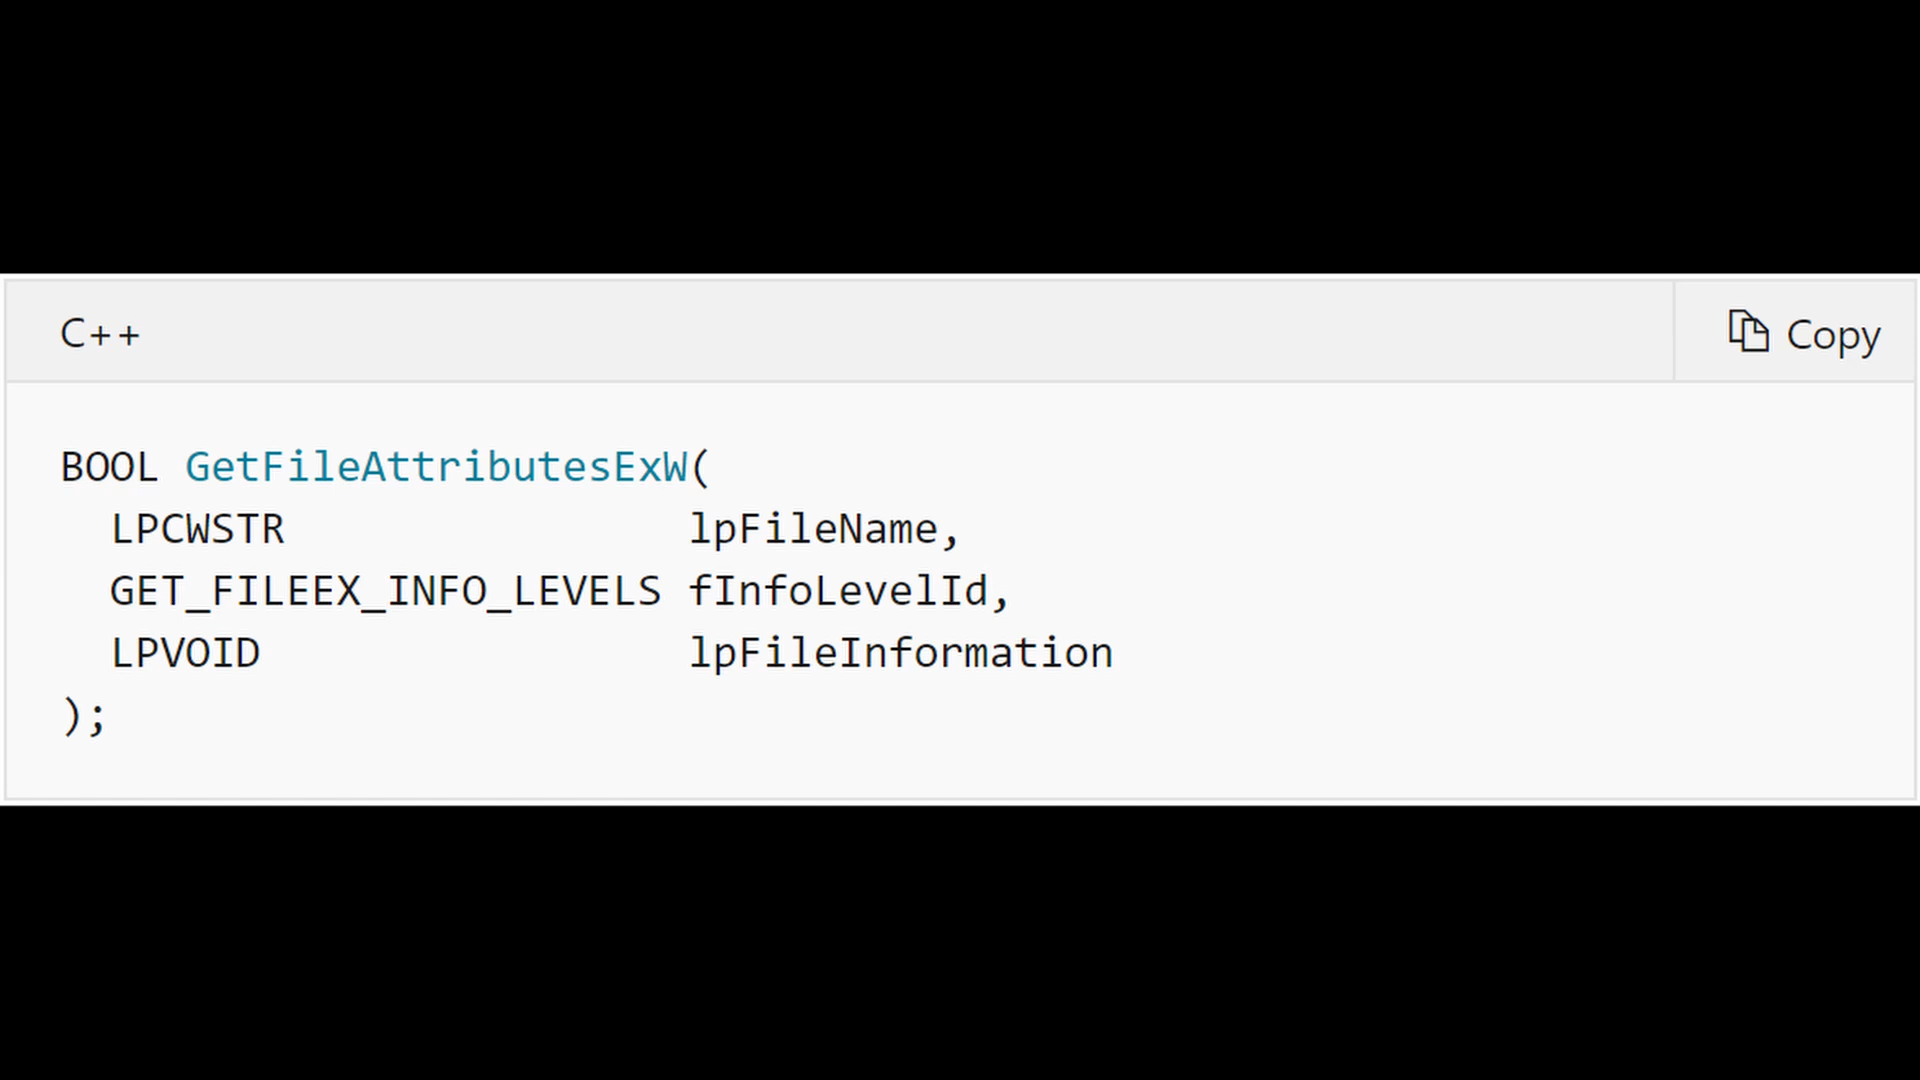 C++
Copy
BOOL GetFileAttributesExW(
  LPCWSTR                lpFileName,
  GET_FILEEX_INFO_LEVELS fInfoLevelId,
  LPVOID                 lpFileInformation
);